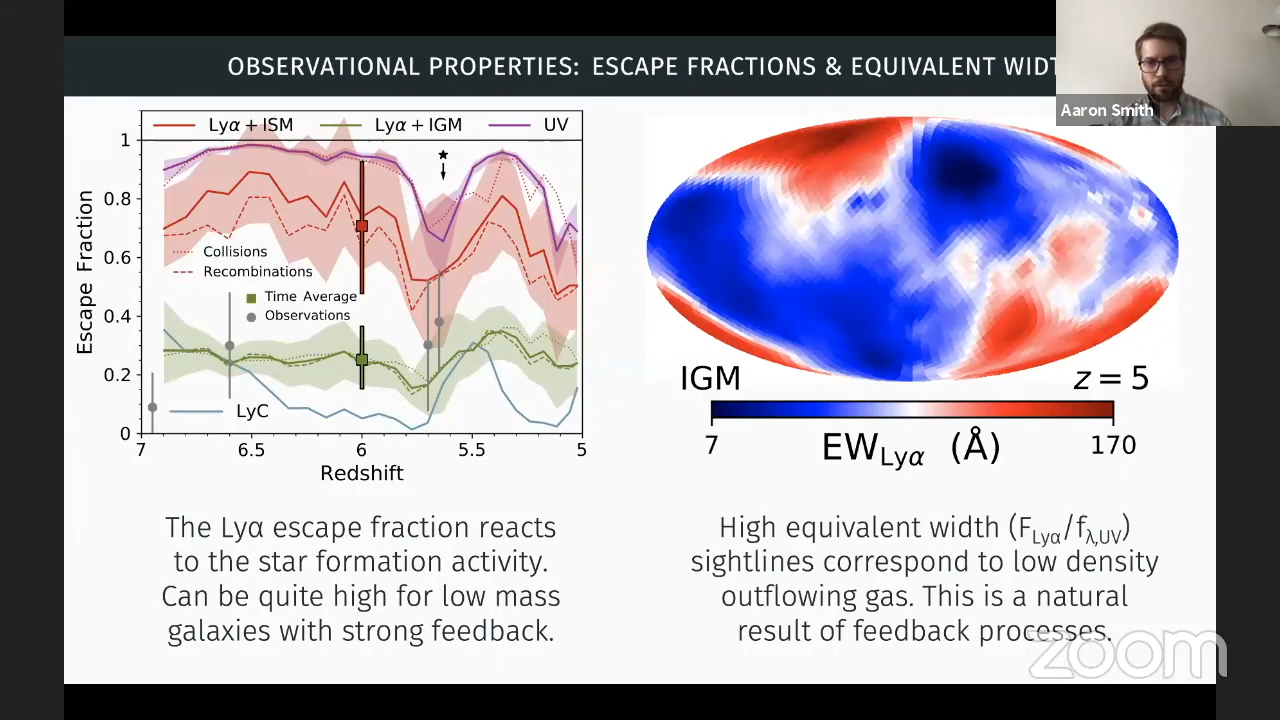 OBSERVATIONAL PROPERTIES: ESCAPE FRACTIONS & EQUIVALENT
Aaron Smith
Lyα + ISM
Lyα + IGM
UV
1
0.8
0.6
0.4
0.2
0
Escape Fraction
Collisions
Recombinations
Time Average
Observations
LyC
7
6.5
6
5.5
5
Redshift
IGM
z = 5
7
EW Lyα (Å)
170
The Lyα escape fraction reacts
to the star formation activity.
Can be quite high for low mass
galaxies with strong feedback.
High equivalent width (F Lyα/f λ,UV)
sightlines correspond to low density
outflowing gas. This is a natural
result of feedback processes.
zoom